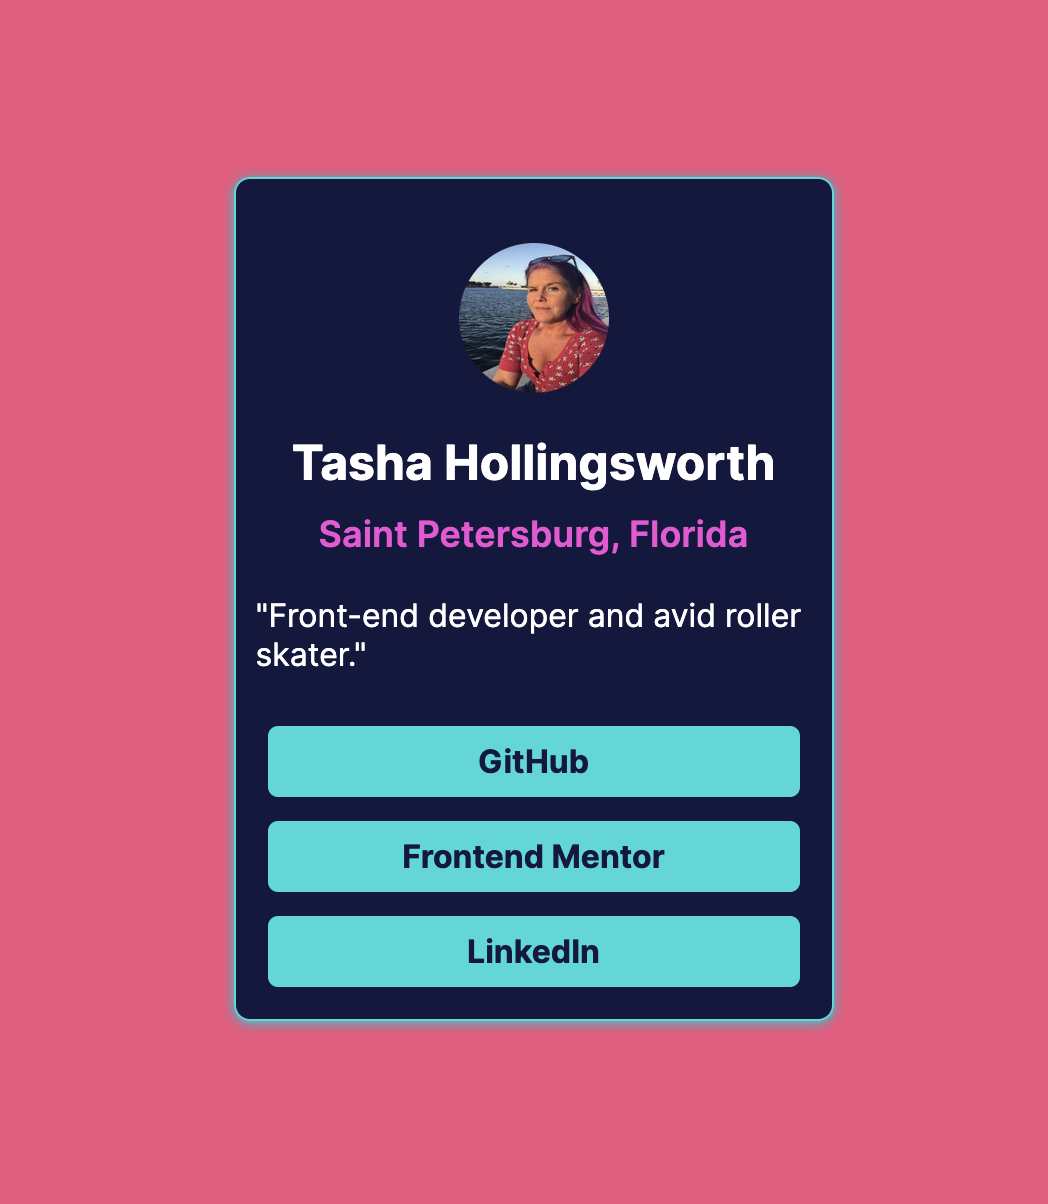 Tasha Hollingsworth
Saint Petersburg, Florida
"Front-end developer and avid roller
skater."
GitHub
Frontend Mentor
LinkedIn